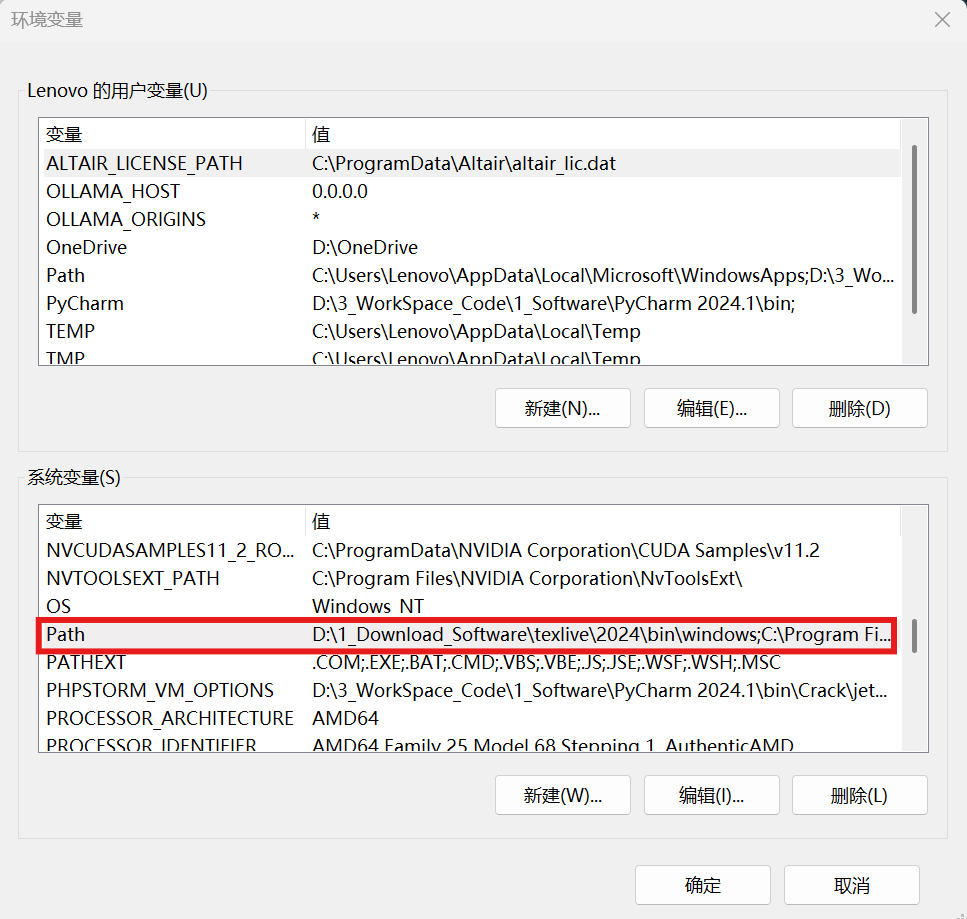 环境变量
Lenovo 的用户变量(U)
变量 值
ALTAIR_LICENSE_PATH C:\ProgramData\Altair\altair_lic.dat
OLLAMA_HOST 0.0.0.0
OLLAMA_ORIGINS *
OneDrive D:\OneDrive
Path C:\Users\Lenovo\AppData\Local\Microsoft\WindowsApps;D:\3_Wo...
PyCharm D:\3_WorkSpace_Code\1_Software\PyCharm 2024.1\bin;
TEMP C:\Users\Lenovo\AppData\Local\Temp
TMP C:\Users\Lenovo\AppData\Local\Temp
新建(N)... 编辑(E)... 删除(D)
系统变量(S)
变量 值
NVCUDASAMPLES11_2_RO... C:\ProgramData\NVIDIA Corporation\CUDA Samples\v11.2
NVTOOLSEXT_PATH C:\Program Files\NVIDIA Corporation\NvToolsExt\
OS Windows_NT
Path D:\1_Download_Software\texlive\2024\bin\windows;C:\Program Fi...
PATHEXT .COM;.EXE;.BAT;.CMD;.VBS;.VBE;.JS;.JSE;.WSF;.WSH;.MSC
PHPSTORM_VM_OPTIONS D:\3_WorkSpace_Code\1_Software\PyCharm 2024.1\bin\Crack\jet...
PROCESSOR_ARCHITECTURE AMD64
PROCESSOR_IDENTIFIER AMD64 Family 25 Model 68 Stepping 1, AuthenticAMD
新建(W)... 编辑(I)... 删除(L)
确定 取消